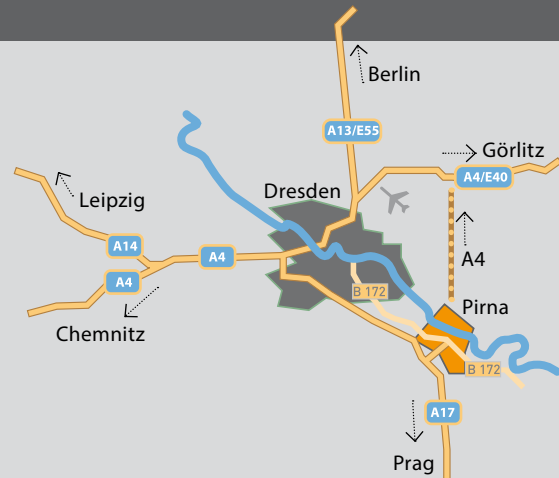 Berlin
A13/E55
Görlitz
A4/E40
Dresden
Leipzig
A14
A4
A4
A4
Chemnitz
B 172
Pirna
B 172
A17
Prag